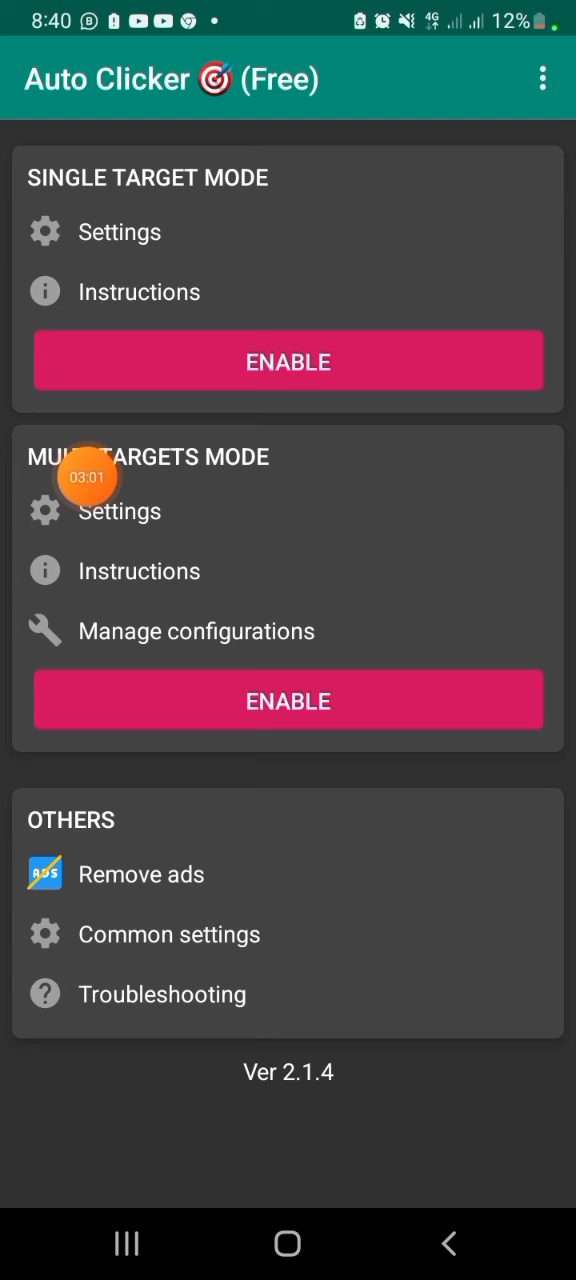 8:40
4G
12%
Auto Clicker 🎯 (Free)
SINGLE TARGET MODE
Settings
Instructions
ENABLE
TARGETS MODE
03:01
Settings
Instructions
Manage configurations
ENABLE
OTHERS
ADS
Remove ads
Common settings
Troubleshooting
Ver 2.1.4